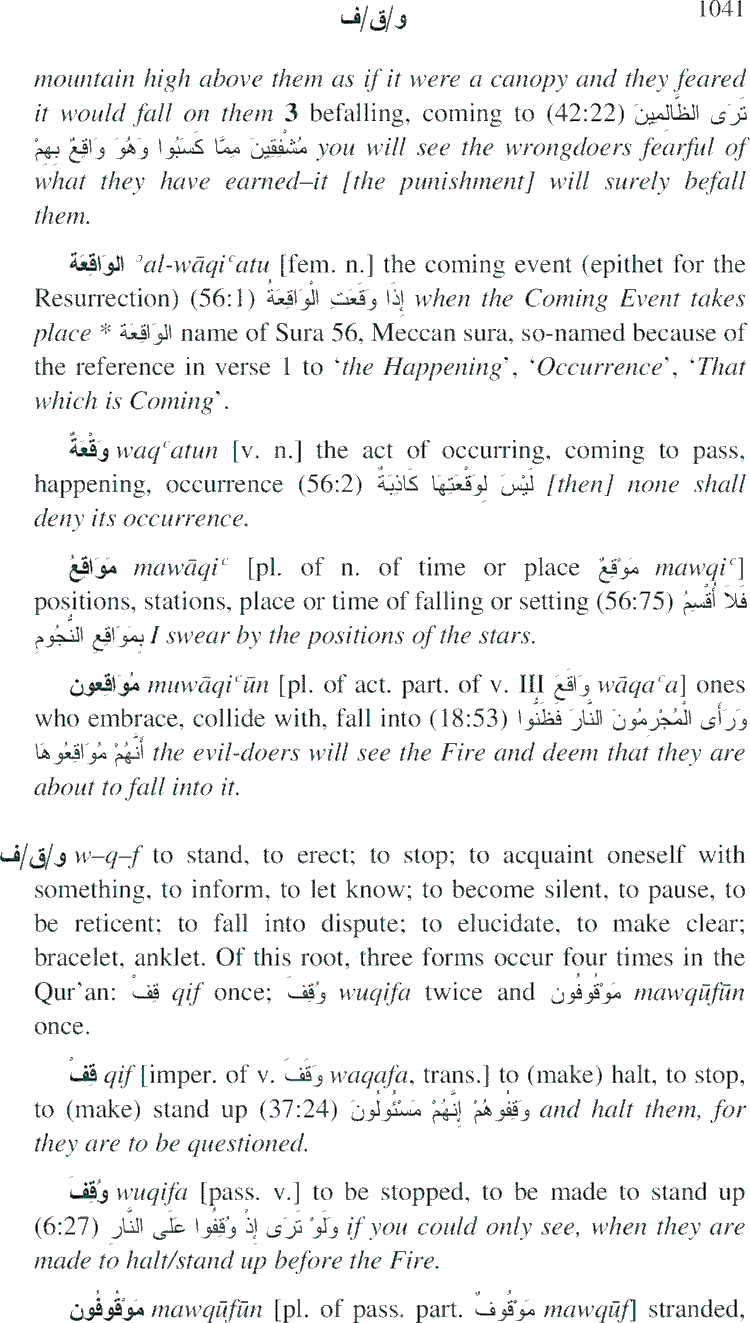 و/ق/ف 1041
mountain high above them as if it were a canopy and they feared
it would fall on them 3 befalling, coming to (42:22) تَرَى الظَّالِمِينَ
مُشْفِقِينَ مِمَّا كَسَبُوا وَهُوَ وَاقِعٌ بِهِمْ you will see the wrongdoers fearful of
what they have earned–it [the punishment] will surely befall
them.
الوَاقِعَة ʾal-wāqiʿatu [fem. n.] the coming event (epithet for the
Resurrection) (56:1) إِذَا وَقَعَتِ الْوَاقِعَةُ when the Coming Event takes
place * الوَاقِعَة name of Sura 56, Meccan sura, so-named because of
the reference in verse 1 to ‘the Happening’, ‘Occurrence’, ‘That
which is Coming’.
وَقْعَةٌ waqʿatun [v. n.] the act of occurring, coming to pass,
happening, occurrence (56:2) لَيْسَ لِوَقْعَتِهَا كَاذِبَةٌ [then] none shall
deny its occurrence.
مَوَاقِعُ mawāqiʿ [pl. of n. of time or place مَوْقِعٌ mawqiʿ]
positions, stations, place or time of falling or setting (56:75) فَلاَ أُقْسِمُ
بِمَوَاقِعِ النُّجُومِ I swear by the positions of the stars.
مُوَاقِعون muwāqiʿūn [pl. of act. part. of v. III وَاقَعَ wāqaʿa] ones
who embrace, collide with, fall into (18:53) وَرَأَى الْمُجْرِمُونَ النَّارَ فَظَنُّوا
أَنَّهُمْ مُوَاقِعُوهَا the evil-doers will see the Fire and deem that they are
about to fall into it.
و/ق/ف w–q–f to stand, to erect; to stop; to acquaint oneself with
something, to inform, to let know; to become silent, to pause, to
be reticent; to fall into dispute; to elucidate, to make clear;
bracelet, anklet. Of this root, three forms occur four times in the
Qur’an: قِفْ qif once; وُقِفَ wuqifa twice and مَوْقُوفُون mawqūfūn
once.
قِفْ qif [imper. of v. وَقَفَ waqafa, trans.] to (make) halt, to stop,
to (make) stand up (37:24) وَقِفُوهُمْ إِنَّهُمْ مَسْئُولُونَ and halt them, for
they are to be questioned.
وُقِفَ wuqifa [pass. v.] to be stopped, to be made to stand up
(6:27) وَلَوْ تَرَى إِذْ وُقِفُوا عَلَى النَّارِ if you could only see, when they are
made to halt/stand up before the Fire.
مَوْقُوفُون mawqūfūn [pl. of pass. part. مَوْقُوفٌ mawqūf] stranded,